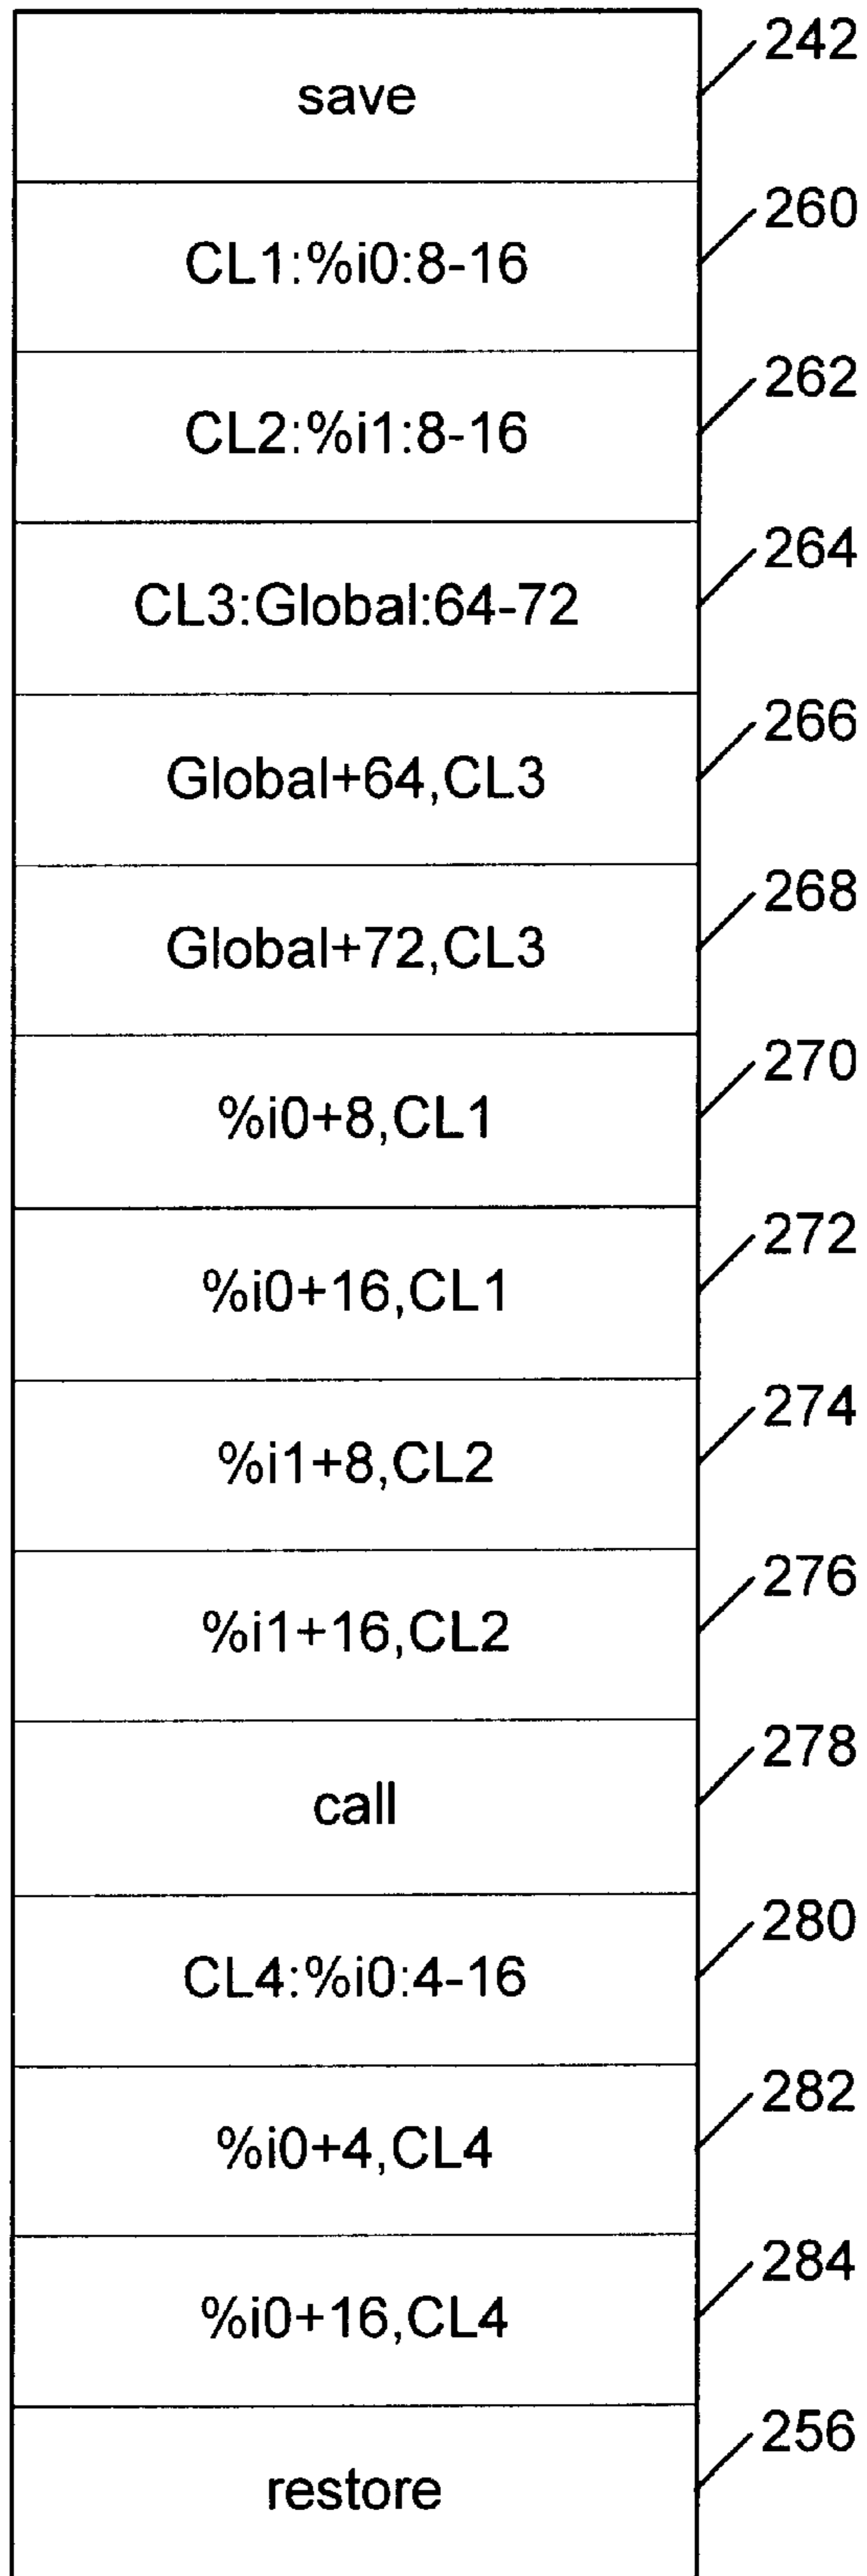 242
save
260
CL1:%i0:8-16
262
CL2:%i1:8-16
264
CL3:Global:64-72
266
Global+64,CL3
268
Global+72,CL3
270
%i0+8,CL1
272
%i0+16,CL1
274
%i1+8,CL2
276
%i1+16,CL2
278
call
280
CL4:%i0:4-16
282
%i0+4,CL4
284
%i0+16,CL4
256
restore